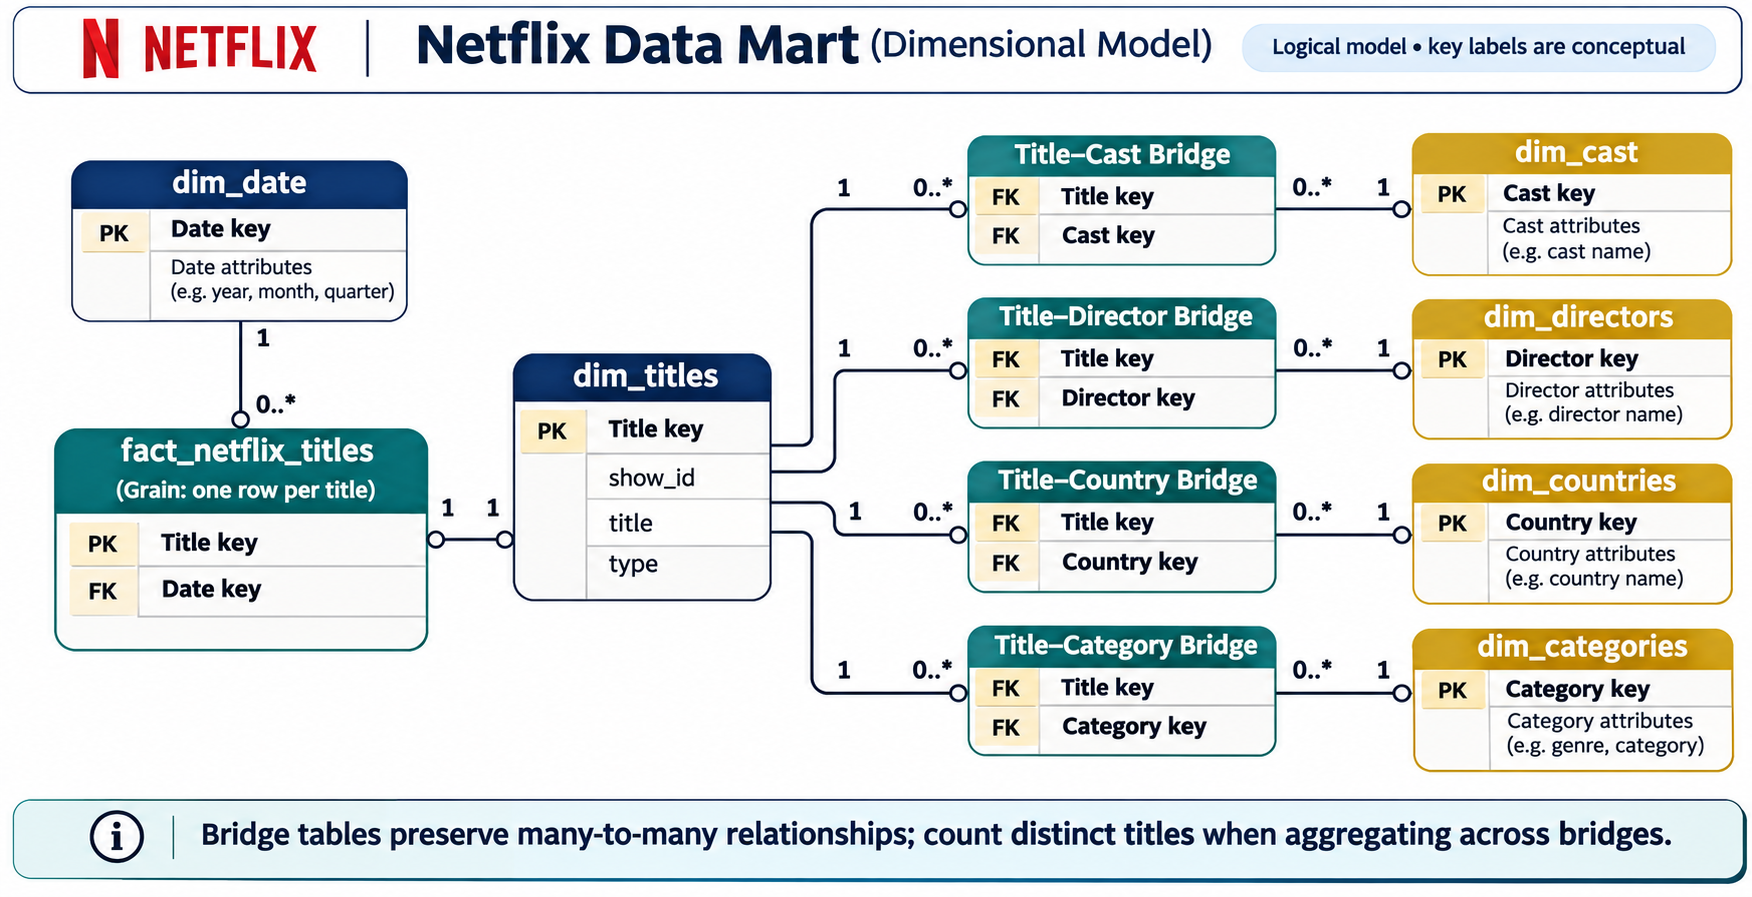 NETFLIX
Netflix Data Mart (Dimensional Model)
Logical model • key labels are conceptual
dim_date
PK Date key
Date attributes
(e.g. year, month, quarter)
1
0..*
fact_netflix_titles
(Grain: one row per title)
PK Title key
FK Date key
1 1
dim_titles
PK Title key
show_id
title
type
1 0..*
Title–Cast Bridge
FK Title key
FK Cast key
0..* 1
dim_cast
PK Cast key
Cast attributes
(e.g. cast name)
1 0..*
Title–Director Bridge
FK Title key
FK Director key
0..* 1
dim_directors
PK Director key
Director attributes
(e.g. director name)
1 0..*
Title–Country Bridge
FK Title key
FK Country key
0..* 1
dim_countries
PK Country key
Country attributes
(e.g. country name)
1 0..*
Title–Category Bridge
FK Title key
FK Category key
0..* 1
dim_categories
PK Category key
Category attributes
(e.g. genre, category)
i
Bridge tables preserve many-to-many relationships; count distinct titles when aggregating across bridges.